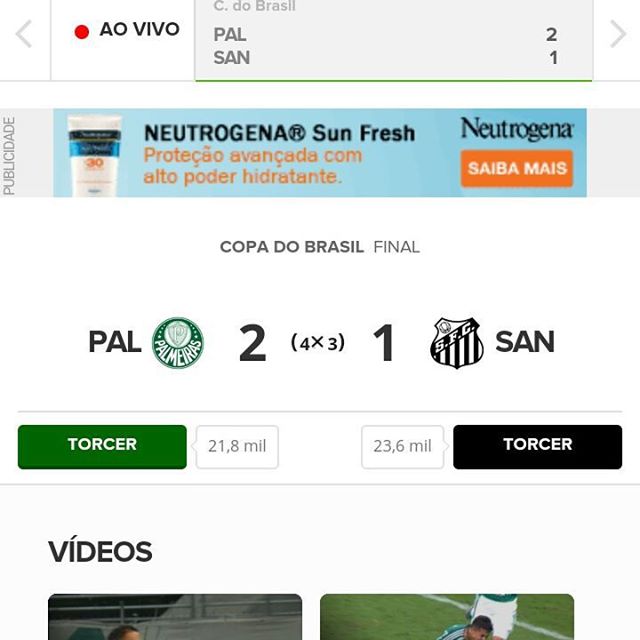 C. do Brasil
AO VIVO
PAL 2
SAN 1
PUBLICIDADE
NEUTROGENA® Sun Fresh
Proteção avançada com
alto poder hidratante.
Neutrogena
SAIBA MAIS
30
COPA DO BRASIL FINAL
PAL PALMEIRAS 2 (4×3) 1 S.F.C. SAN
TORCER 21,8 mil 23,6 mil TORCER
VÍDEOS